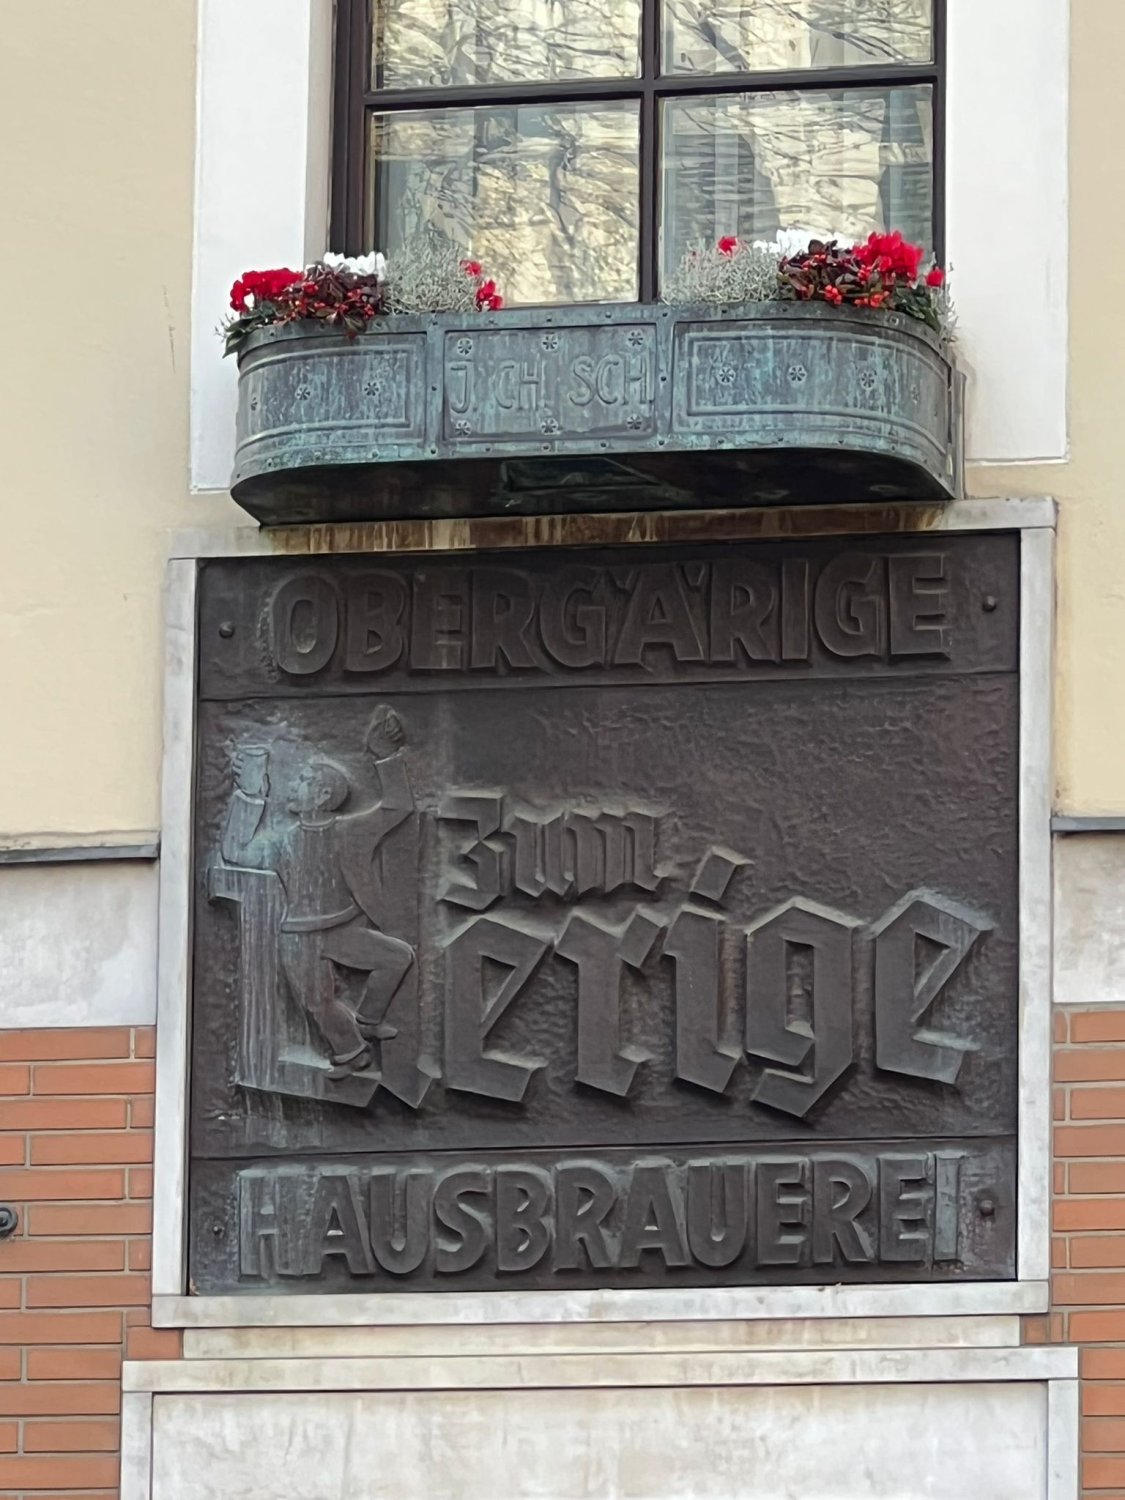 J. CH. SCH.
OBERGÄRIGE
zum
Uerige
HAUSBRAUEREI